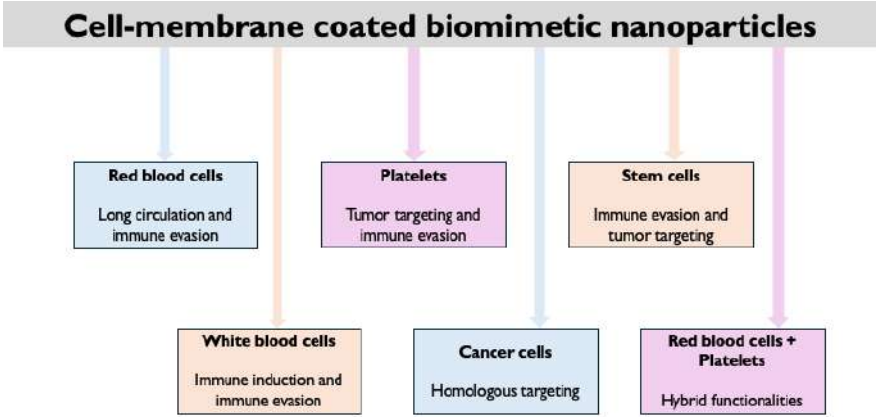 Cell-membrane coated biomimetic nanoparticles
Red blood cells
Long circulation and
immune evasion
Platelets
Tumor targeting and
immune evasion
Stem cells
Immune evasion and
tumor targeting
White blood cells
Immune induction and
immune evasion
Cancer cells
Homologous targeting
Red blood cells +
Platelets
Hybrid functionalities